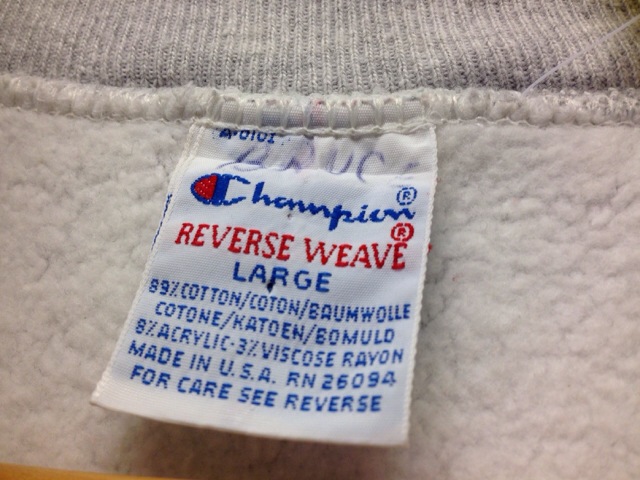 A-0101
BRUCE
Champion®
REVERSE WEAVE®
LARGE
89% COTTON/COTON/BAUMWOLLE
COTONE/KATOEN/BOMULD
8% ACRYLIC·3% VISCOSE RAYON
MADE IN U.S.A. RN 26094
FOR CARE SEE REVERSE